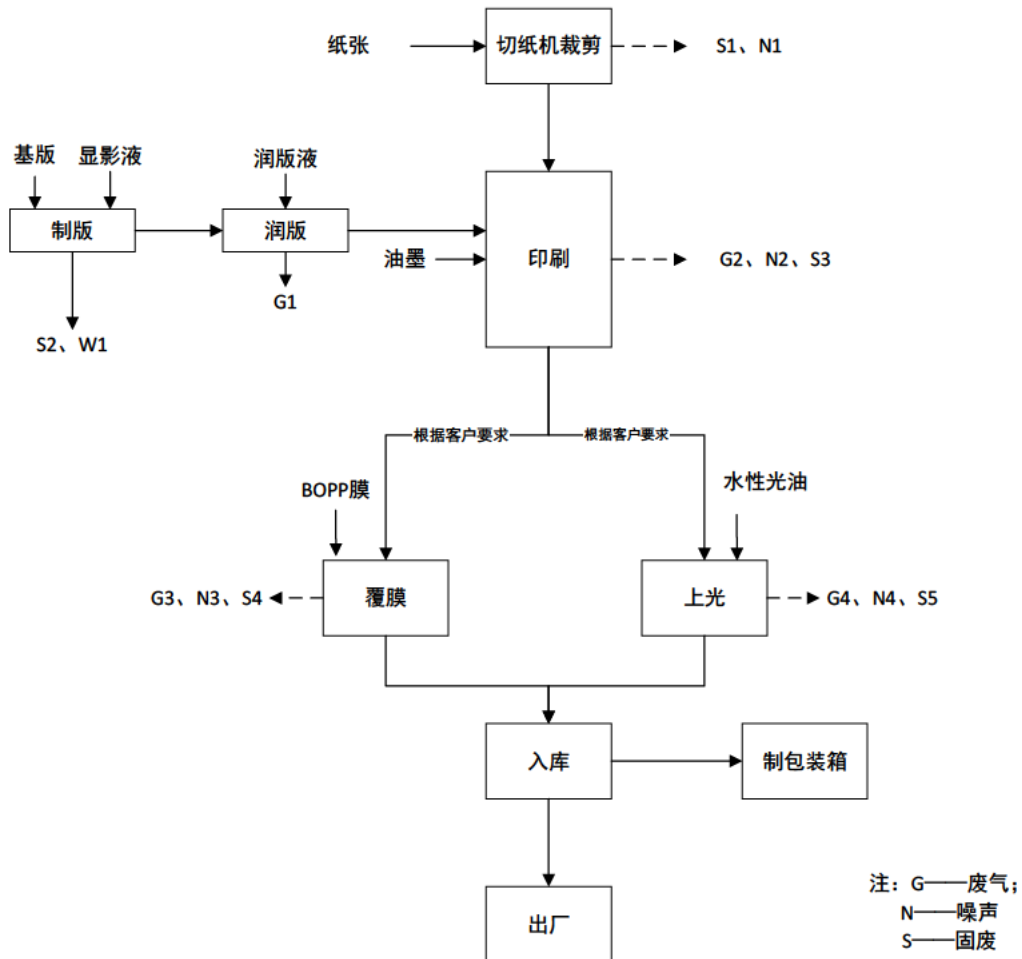 纸张
切纸机裁剪
S1、N1
基版
显影液
润版液
制版
润版
油墨
印刷
G2、N2、S3
G1
S2、W1
根据客户要求
根据客户要求
BOPP膜
水性光油
G3、N3、S4
覆膜
上光
G4、N4、S5
入库
制包装箱
出厂
注：G——废气；
N——噪声
S——固废